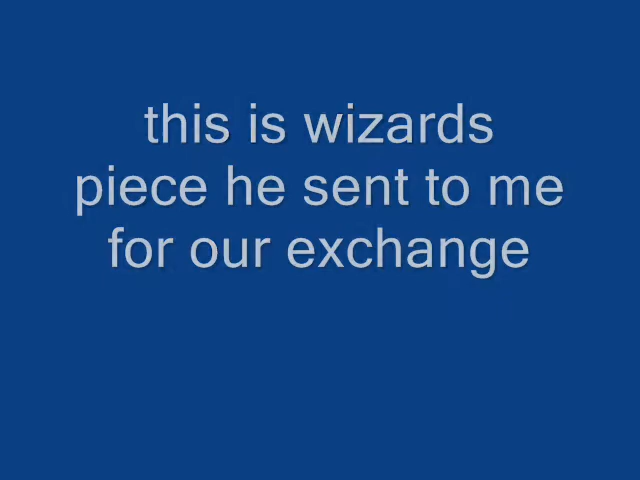 this is wizards
piece he sent to me
for our exchange